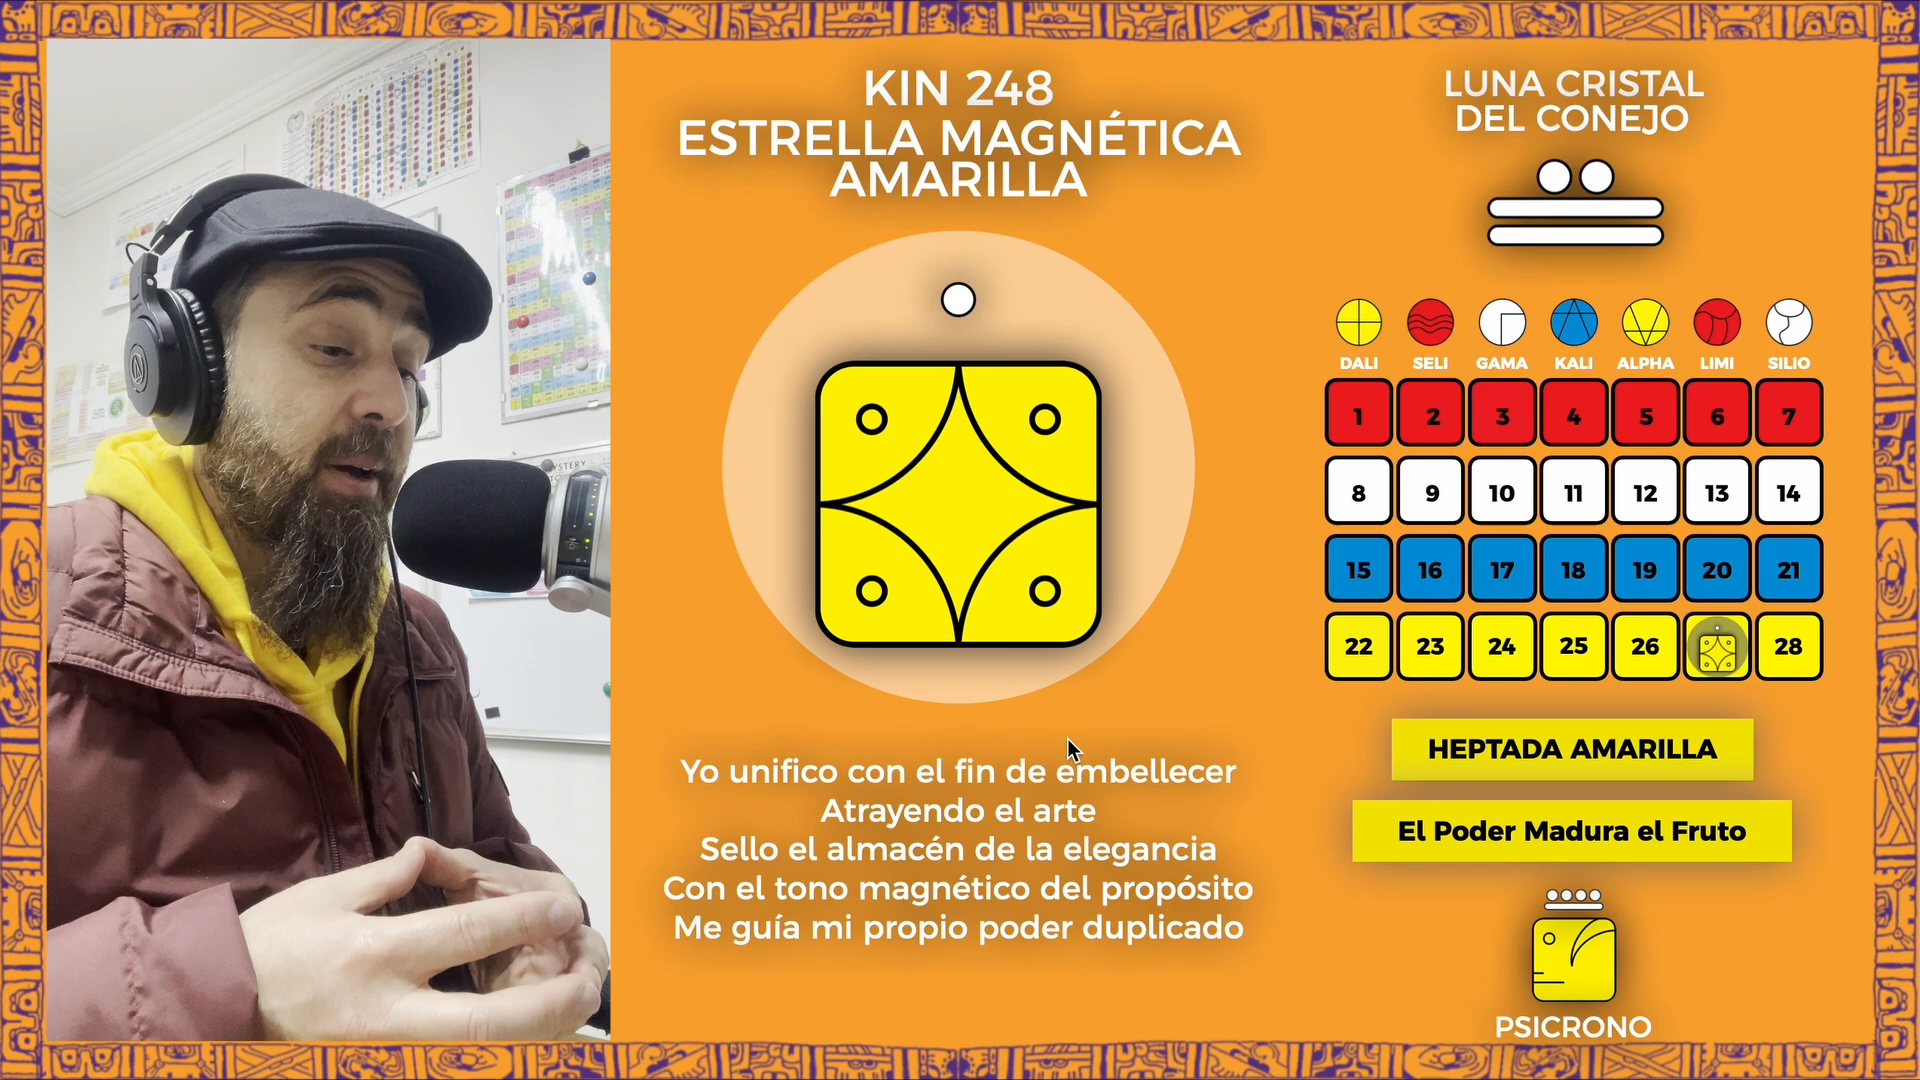 KIN 248
ESTRELLA MAGNÉTICA
AMARILLA
Yo unifico con el fin de embellecer
Atrayendo el arte
Sello el almacén de la elegancia
Con el tono magnético del propósito
Me guía mi propio poder duplicado
LUNA CRISTAL
DEL CONEJO
DALI SELI GAMA KALI ALPHA LIMI SILIO
1 2 3 4 5 6 7
8 9 10 11 12 13 14
15 16 17 18 19 20 21
22 23 24 25 26 28
HEPTADA AMARILLA
El Poder Madura el Fruto
PSICRONO